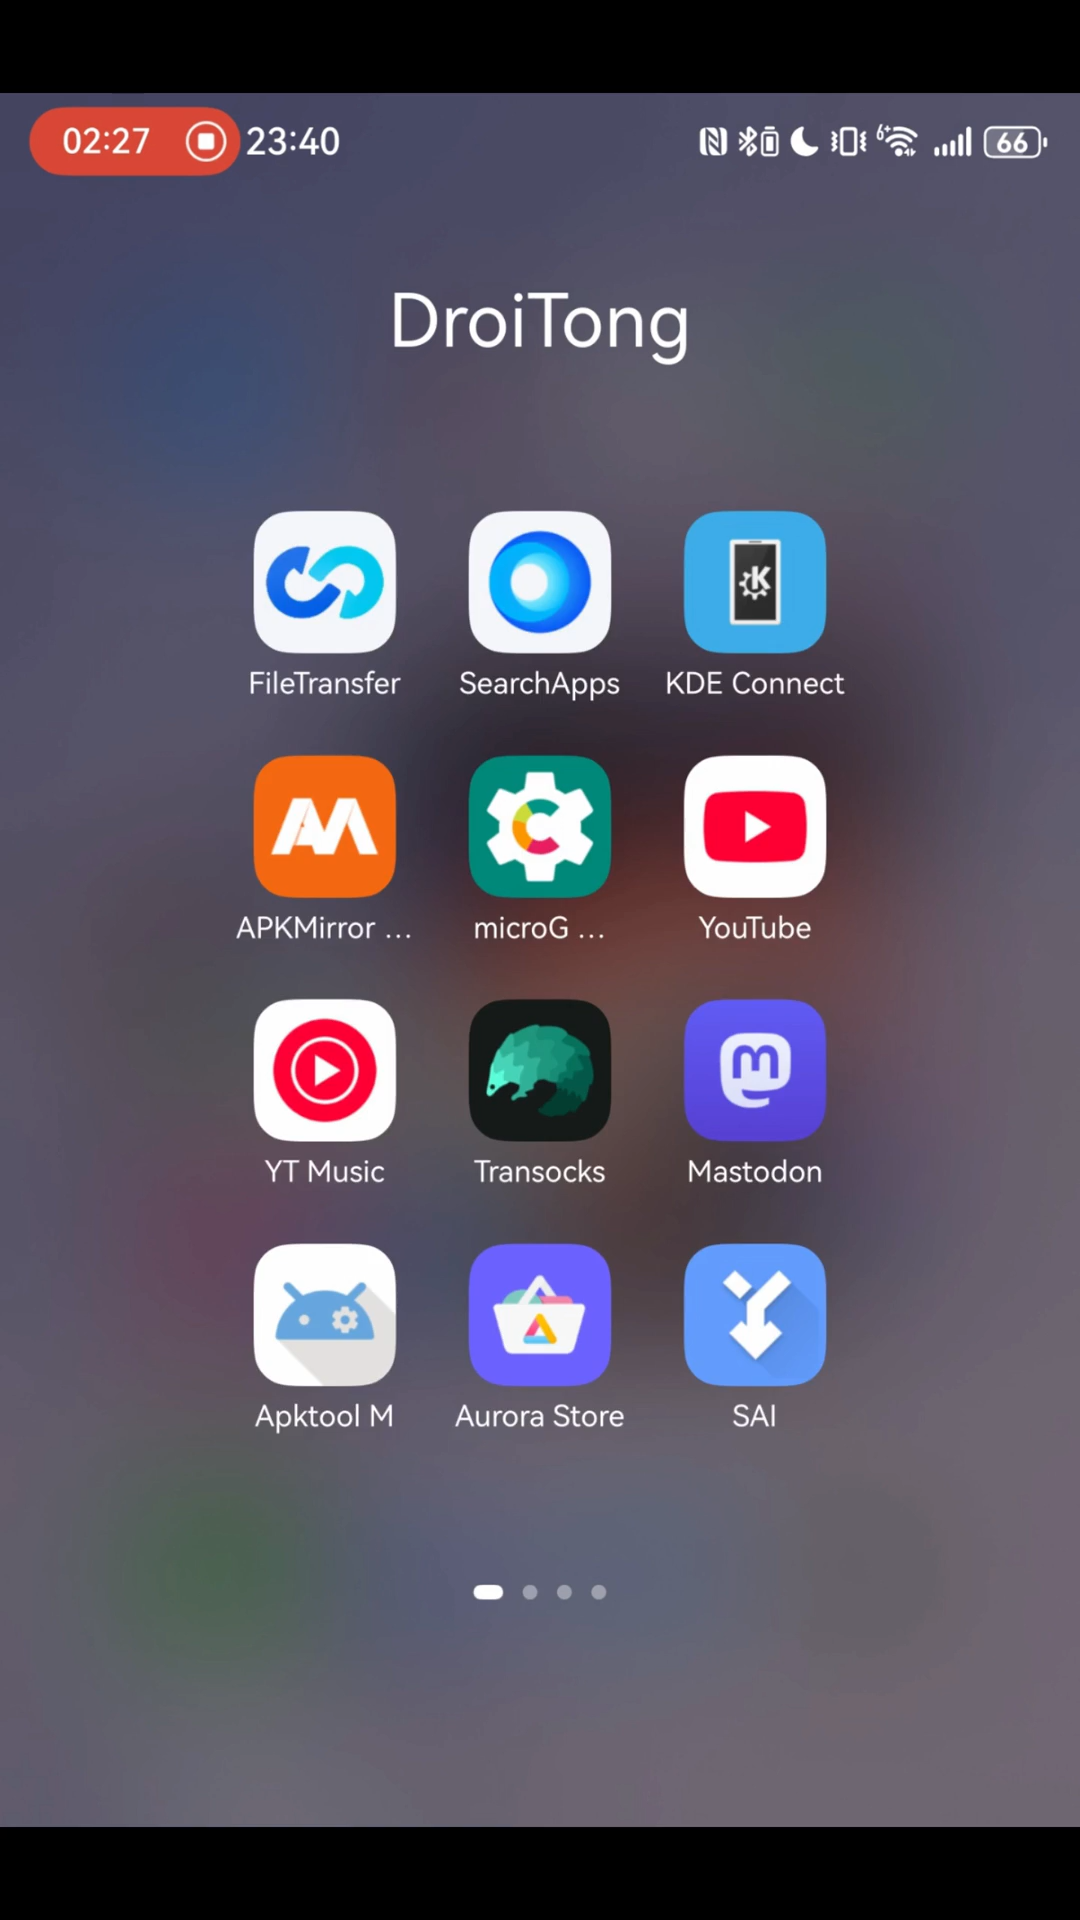 02:27 23:40 6+ 66
DroiTong
FileTransfer SearchApps KDE Connect
APKMirror ... microG ... YouTube
YT Music Transocks Mastodon
Apktool M Aurora Store SAI